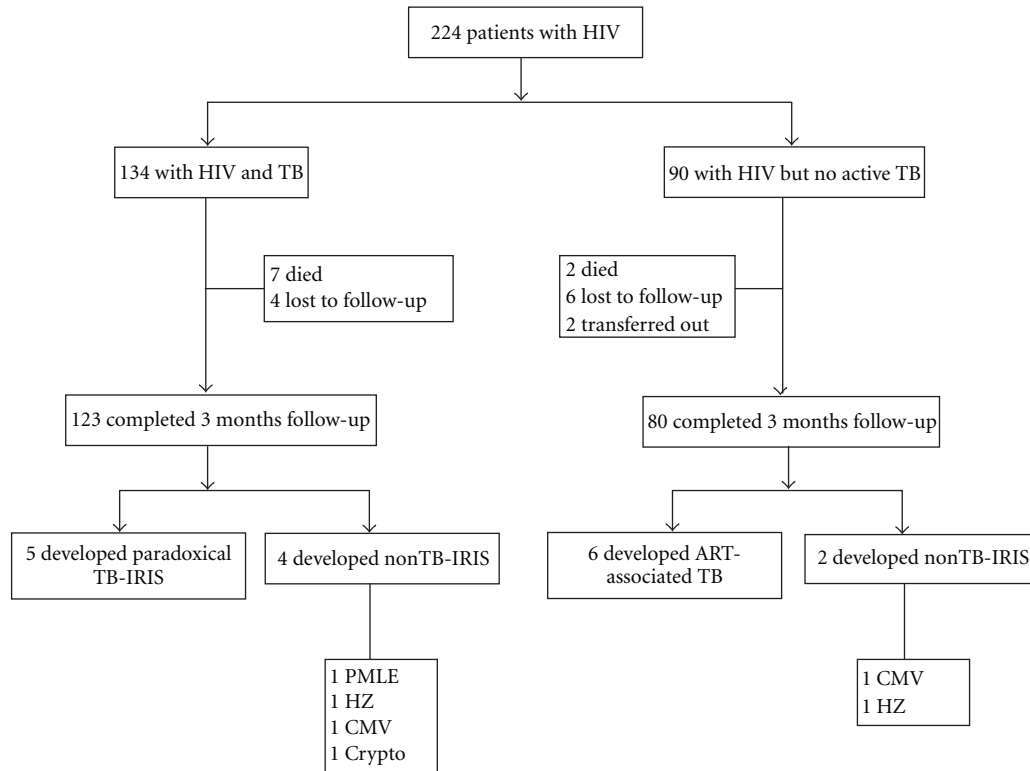 224 patients with HIV
134 with HIV and TB
90 with HIV but no active TB
7 died
4 lost to follow-up
2 died
6 lost to follow-up
2 transferred out
123 completed 3 months follow-up
80 completed 3 months follow-up
5 developed paradoxical
TB-IRIS
4 developed nonTB-IRIS
6 developed ART-
associated TB
2 developed nonTB-IRIS
1 PMLE
1 HZ
1 CMV
1 Crypto
1 CMV
1 HZ